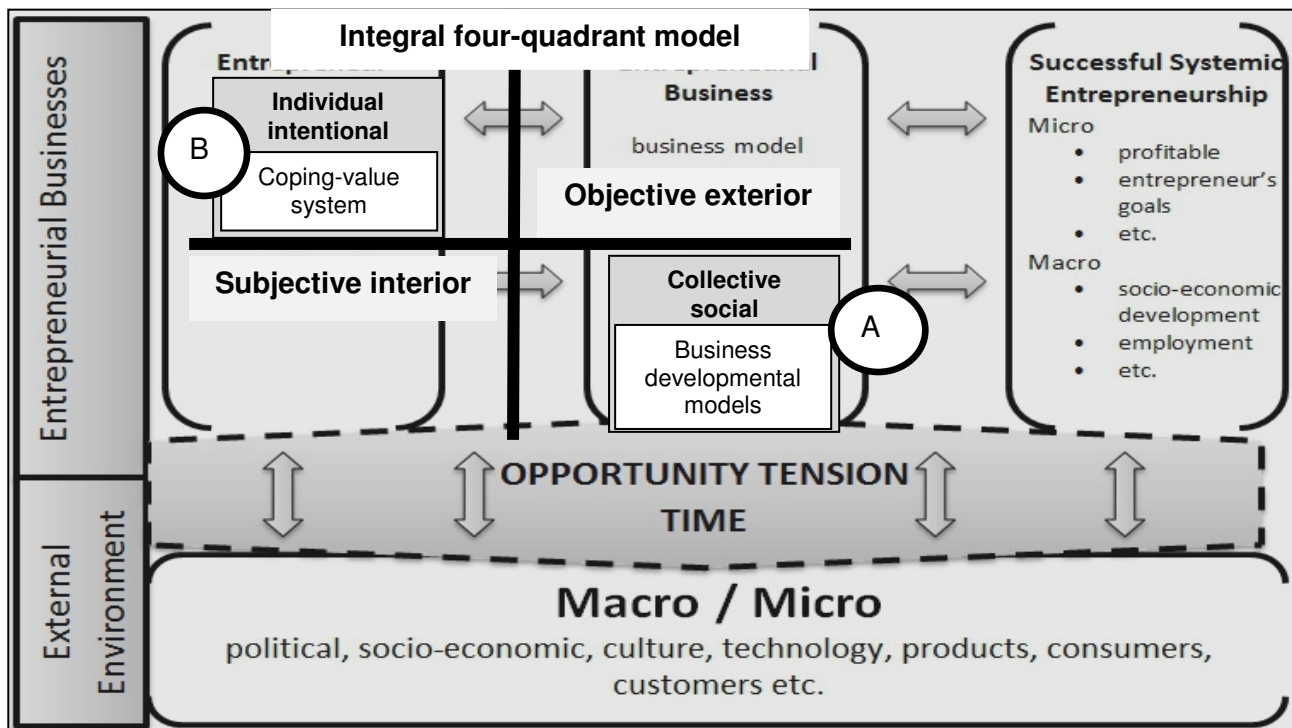 Integral four-quadrant model
Entrepreneurial Businesses
External
Environment
Individual
intentional
B
Coping-value
system
Subjective interior
Business
business model
Objective exterior
Collective
social
A
Business
developmental
models
Successful Systemic
Entrepreneurship
Micro
• profitable
• entrepreneur's
goals
• etc.
Macro
• socio-economic
development
• employment
• etc.
OPPORTUNITY TENSION
TIME
Macro / Micro
political, socio-economic, culture, technology, products, consumers,
customers etc.